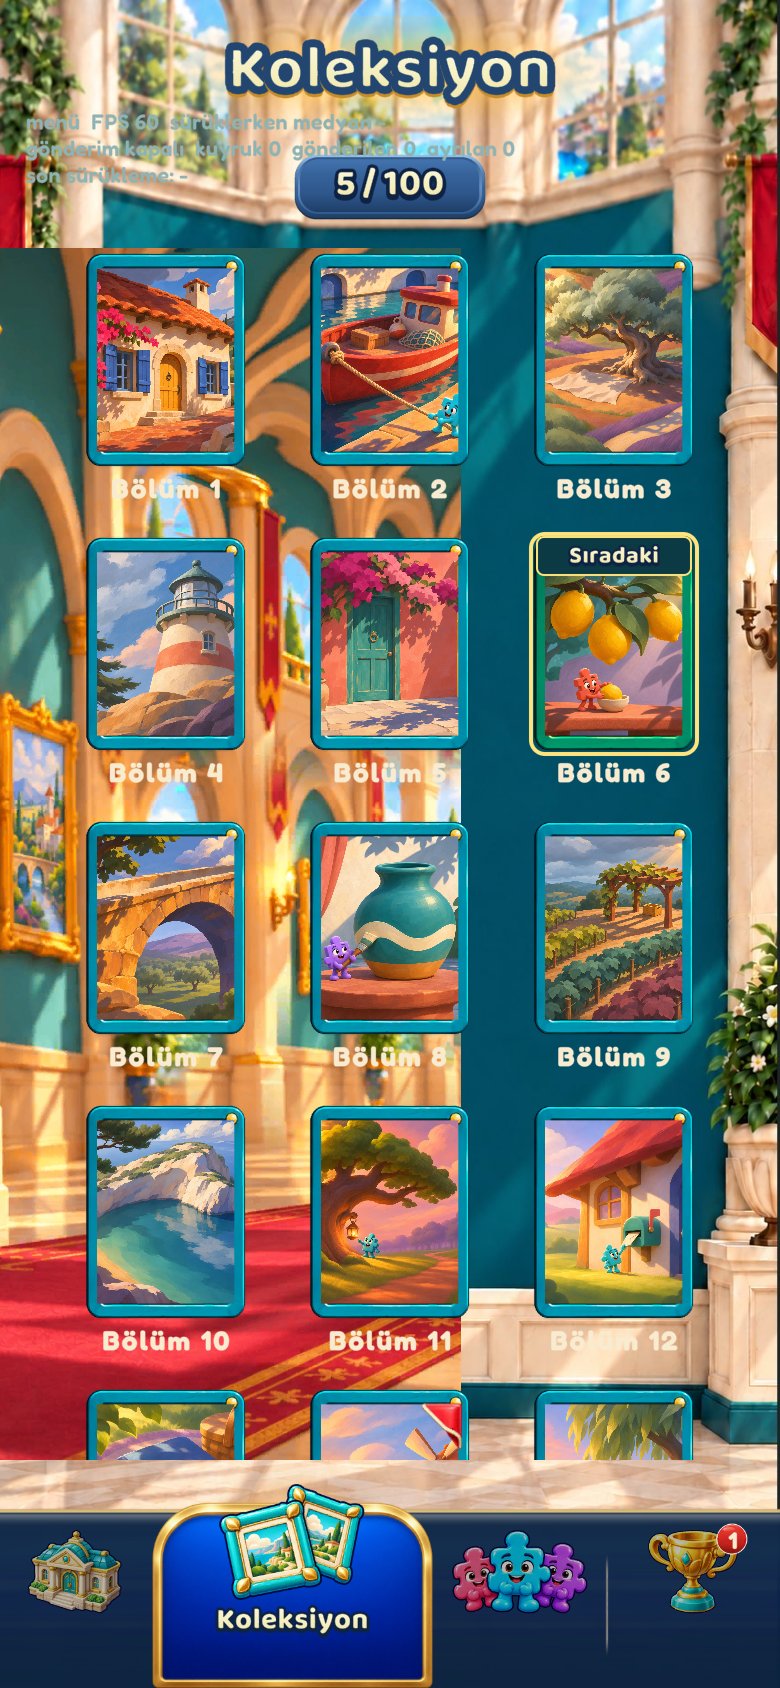 Koleksiyon
menü FPS 60 sürüklerken medyan -
gönderim kapalı kuyruk 0 gönderilen 0 ayıklan 0
son sürükleme: -
5/100
Bölüm 1
Bölüm 2
Bölüm 3
Sıradaki
Bölüm 4
Bölüm 5
Bölüm 6
Bölüm 7
Bölüm 8
Bölüm 9
Bölüm 10
Bölüm 11
Bölüm 12
Koleksiyon
1